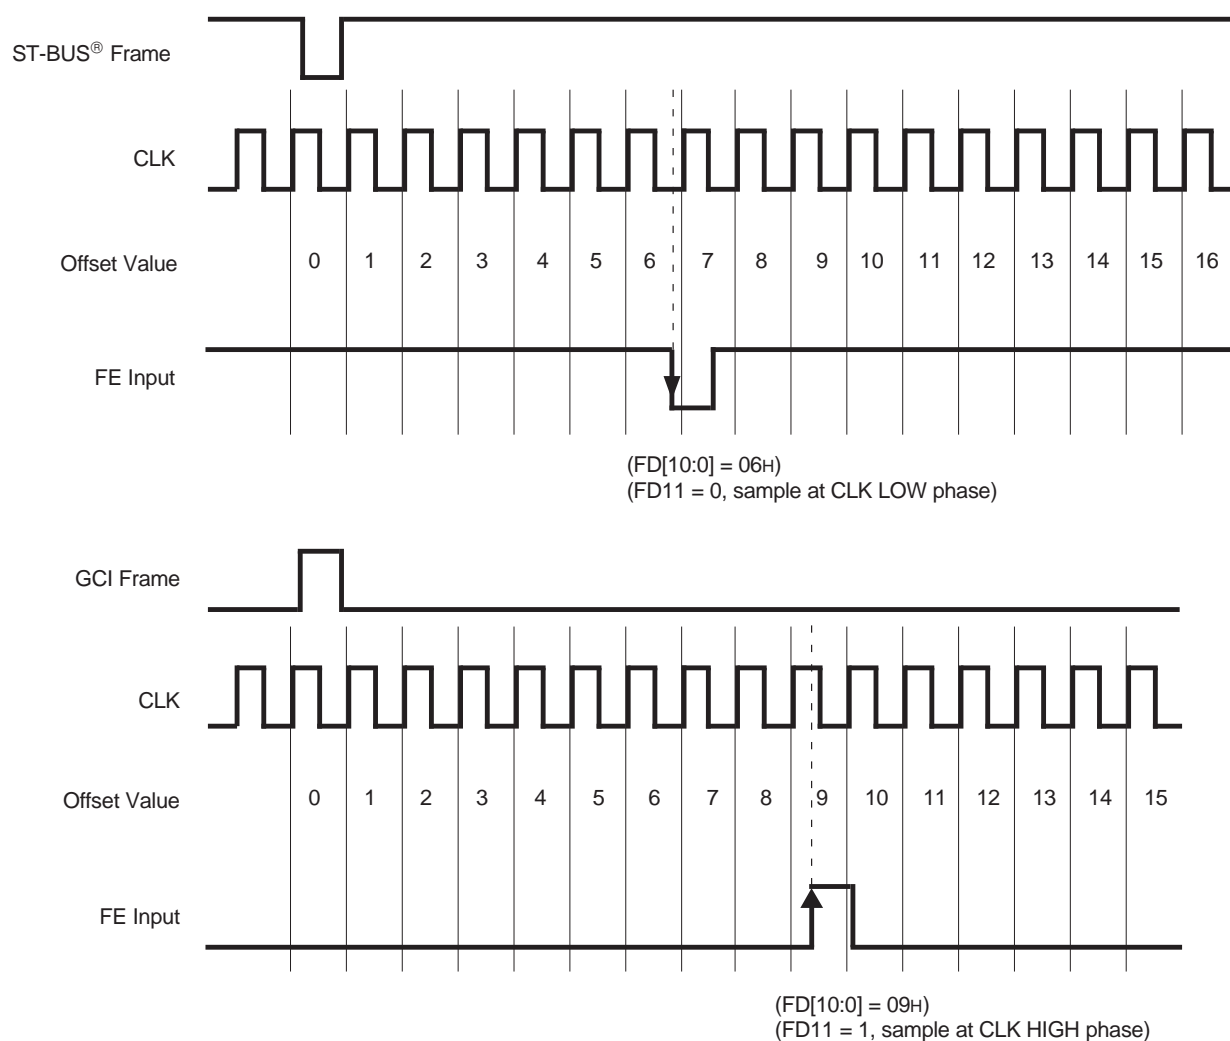 ST-BUS® Frame
CLK
Offset Value 0 1 2 3 4 5 6 7 8 9 10 11 12 13 14 15 16
FE Input
(FD[10:0] = 06H)
(FD11 = 0, sample at CLK LOW phase)
GCI Frame
CLK
Offset Value 0 1 2 3 4 5 6 7 8 9 10 11 12 13 14 15
FE Input
(FD[10:0] = 09H)
(FD11 = 1, sample at CLK HIGH phase)